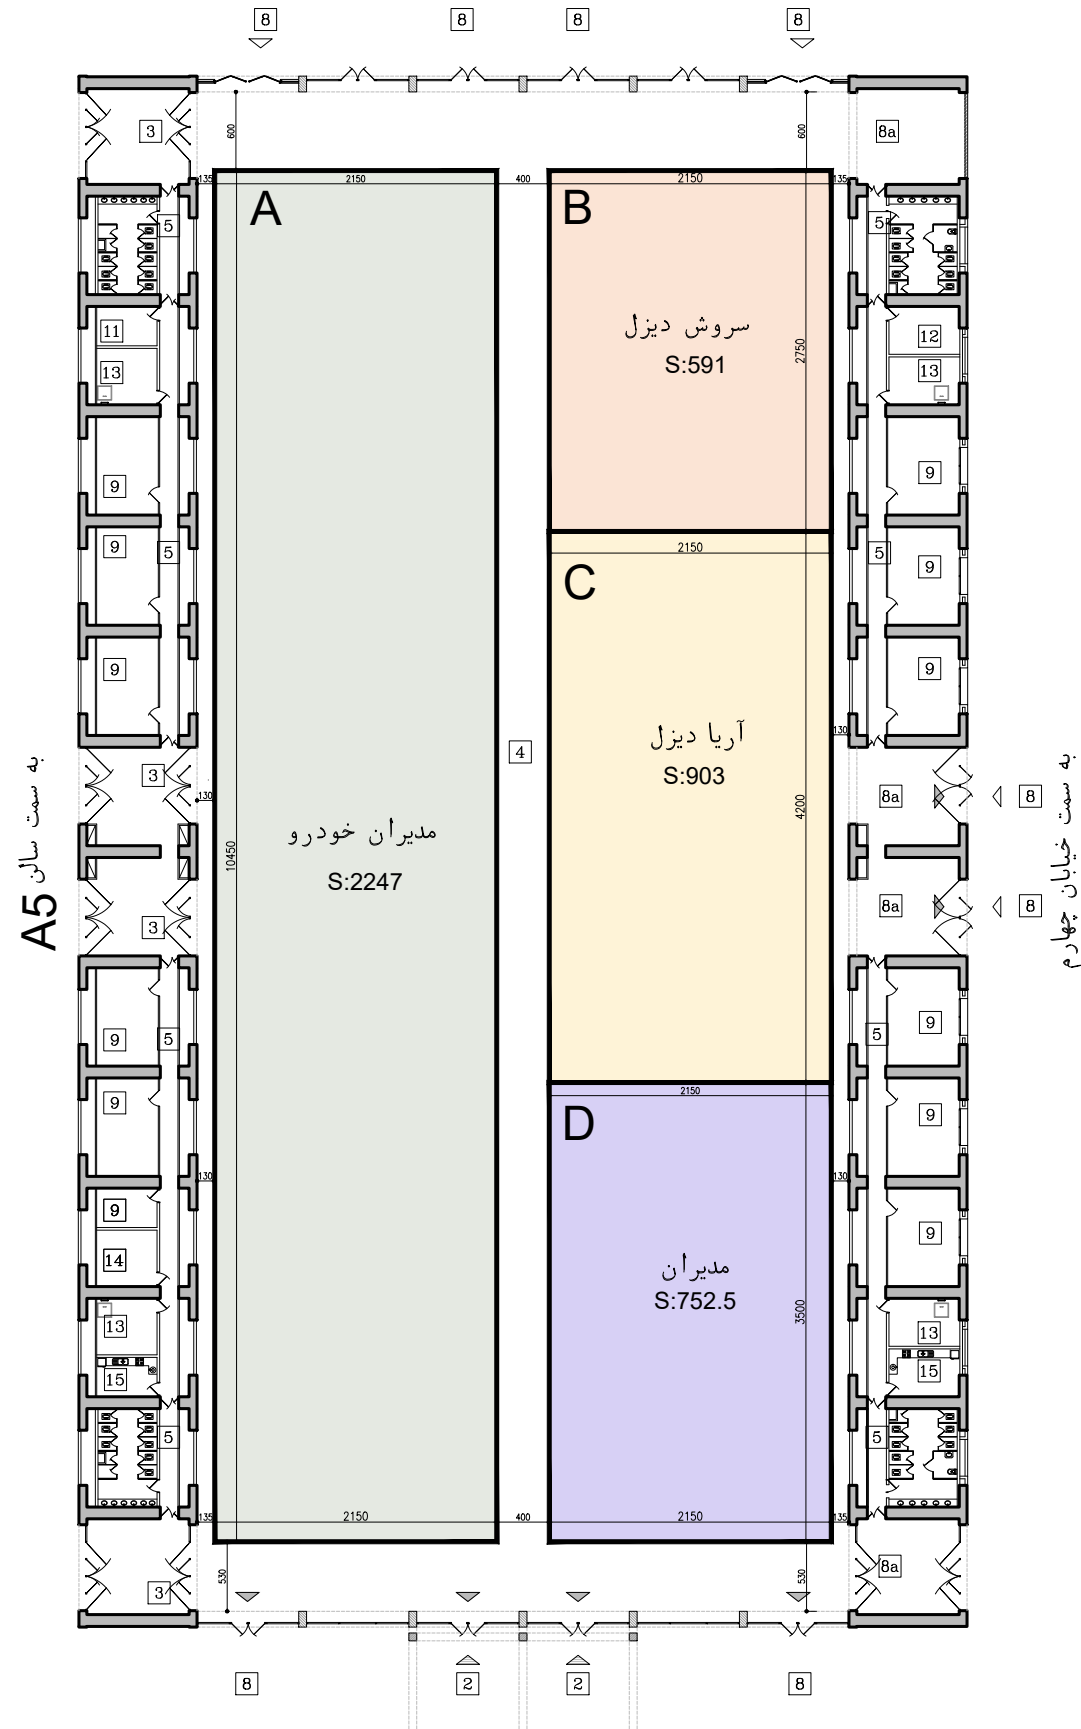 8 8 8 8
3 600 600 8a
135 2150 400 2150 135
A B
5 5
11 سروش دیزل 12
S:591
2750
13 13
9 9
9 5 2150 5 9
C
9 9
آریا دیزل
130
4 S:903
3 130 8a 8
4200
مدیران خودرو
10450
S:2247
به سمت سالن A5
به سمت خیابان چهارم
3 8a 8
9 5 5 9
2150
9 D 9
130 130
9 9
14 مدیران
S:752.5
3500
13 13
15 15
5 5
135 2150 400 2150 135
3 530 530 8a
8 2 2 8